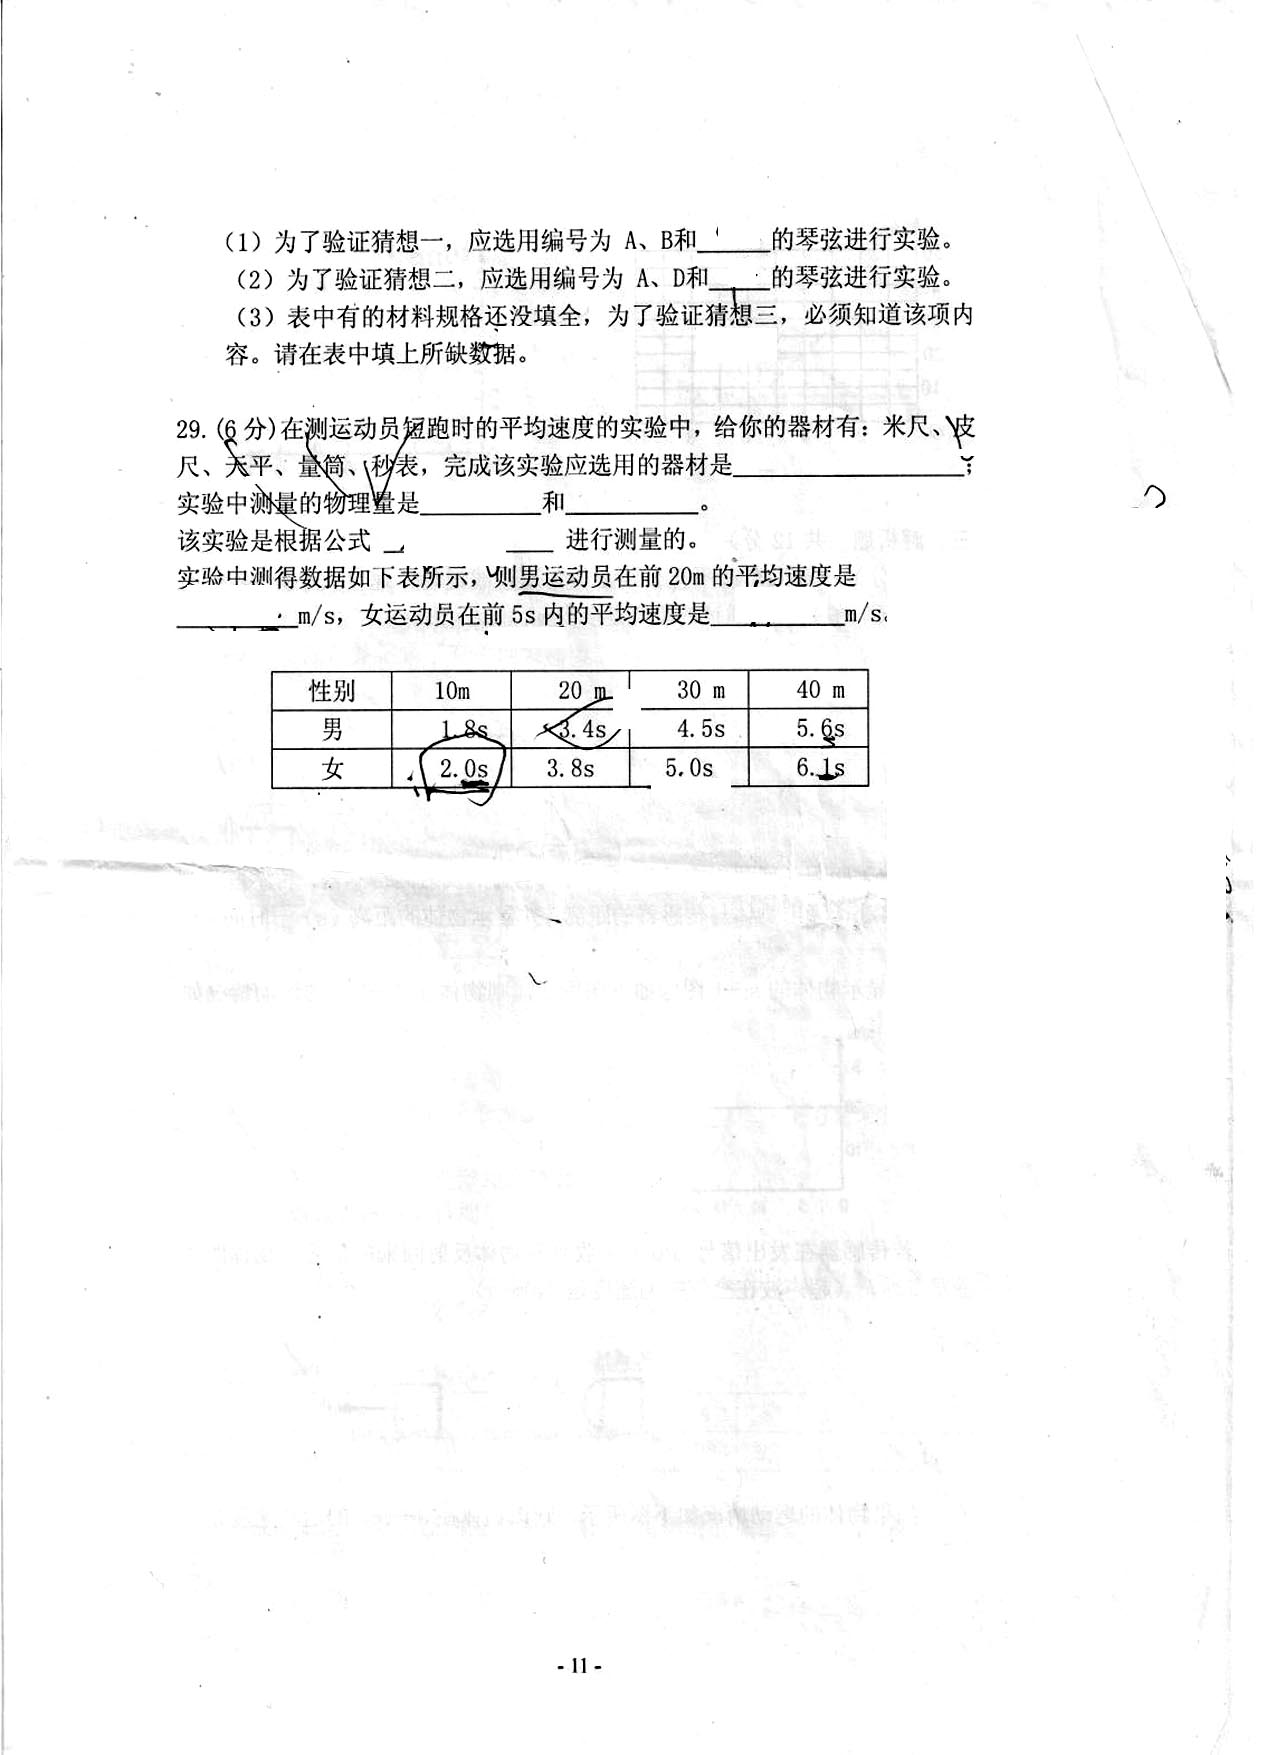 (1) 为了验证猜想一，应选用编号为 A、B和______的琴弦进行实验。
(2) 为了验证猜想二，应选用编号为 A、D和_____的琴弦进行实验。
(3) 表中有的材料规格还没填全，为了验证猜想三，必须知道该项内
容。请在表中填上所缺数据。
29. (6 分)在测运动员短跑时的平均速度的实验中，给你的器材有：米尺、皮
尺、天平、量筒、秒表，完成该实验应选用的器材是___________________；
实验中测量的物理量是__________和___________。
该实验是根据公式 __ ____ 进行测量的。
实验中测得数据如下表所示，则男运动员在前 20m 的平均速度是
__________m/s，女运动员在前 5s 内的平均速度是___________m/s。
性别 10m 20 m 30 m 40 m
男 1.8s 3.4s 4.5s 5.6s
女 2.0s 3.8s 5.0s 6.1s
- 11 -